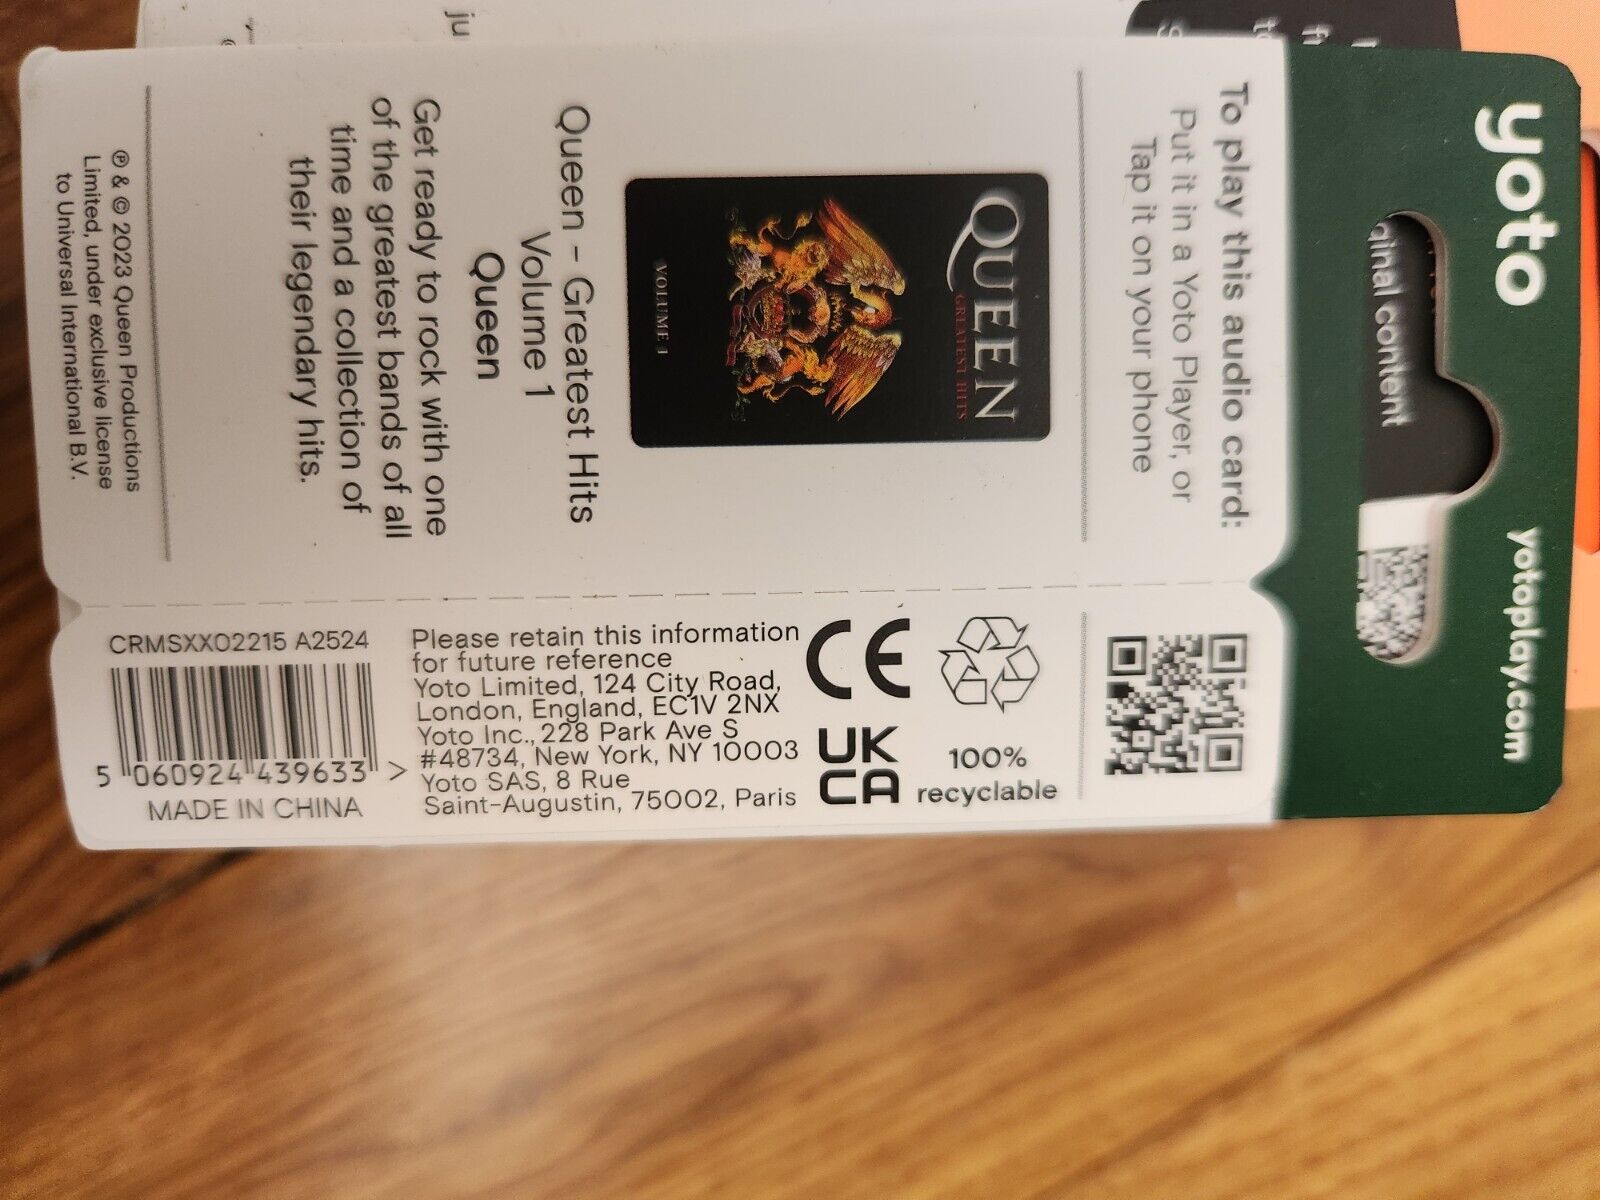 yoto
yotoplay.com
ginal content
To play this audio card:
Put it in a Yoto Player, or
Tap it on your phone
QUEEN
GREATEST HITS
VOLUME 1
Queen - Greatest Hits
Volume 1
Queen
Get ready to rock with one
of the greatest bands of all
time and a collection of
their legendary hits.
℗ & © 2023 Queen Productions
Limited, under exclusive license
to Universal International B.V.
100%
recyclable
CE
UK
CA
Please retain this information
for future reference
Yoto Limited, 124 City Road,
London, England, EC1V 2NX
Yoto Inc., 228 Park Ave S
#48734, New York, NY 10003
Yoto SAS, 8 Rue
Saint-Augustin, 75002, Paris
CRMSXX02215 A2524
5 060924 439633 >
MADE IN CHINA
ju